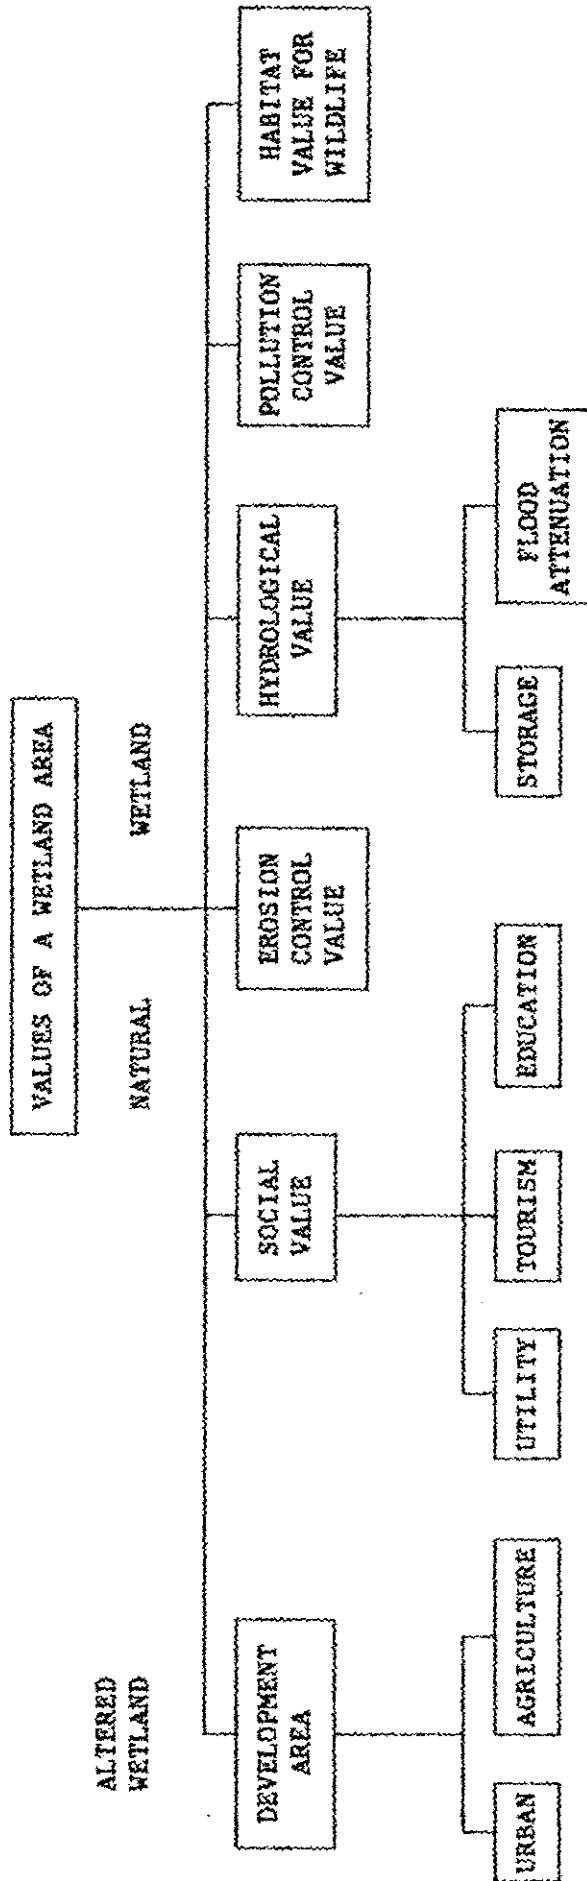 VALUES OF A WETLAND AREA
ALTERED
WETLAND
NATURAL
WETLAND
DEVELOPMENT
AREA
SOCIAL
VALUE
EROSION
CONTROL
VALUE
HYDROLOGICAL
VALUE
POLLUTION
CONTROL
VALUE
HABITAT
VALUE FOR
WILDLIFE
URBAN
AGRICULTURE
UTILITY
TOURISM
EDUCATION
STORAGE
FLOOD
ATTENUATION